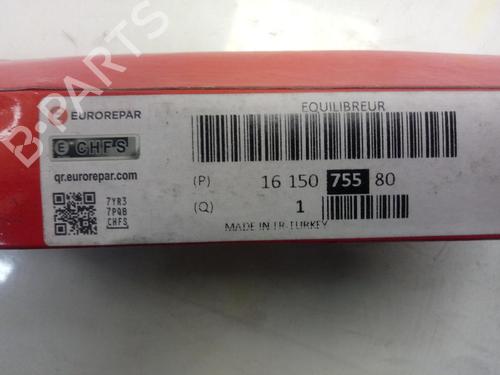 EUROREPAR
EQUILIBREUR
e CHFS
qr.eurorepar.com
(P) 16 150 755 80
7YR3
7PQB
CHFS
(Q) 1
MADE IN TR TURKEY
B-PARTS